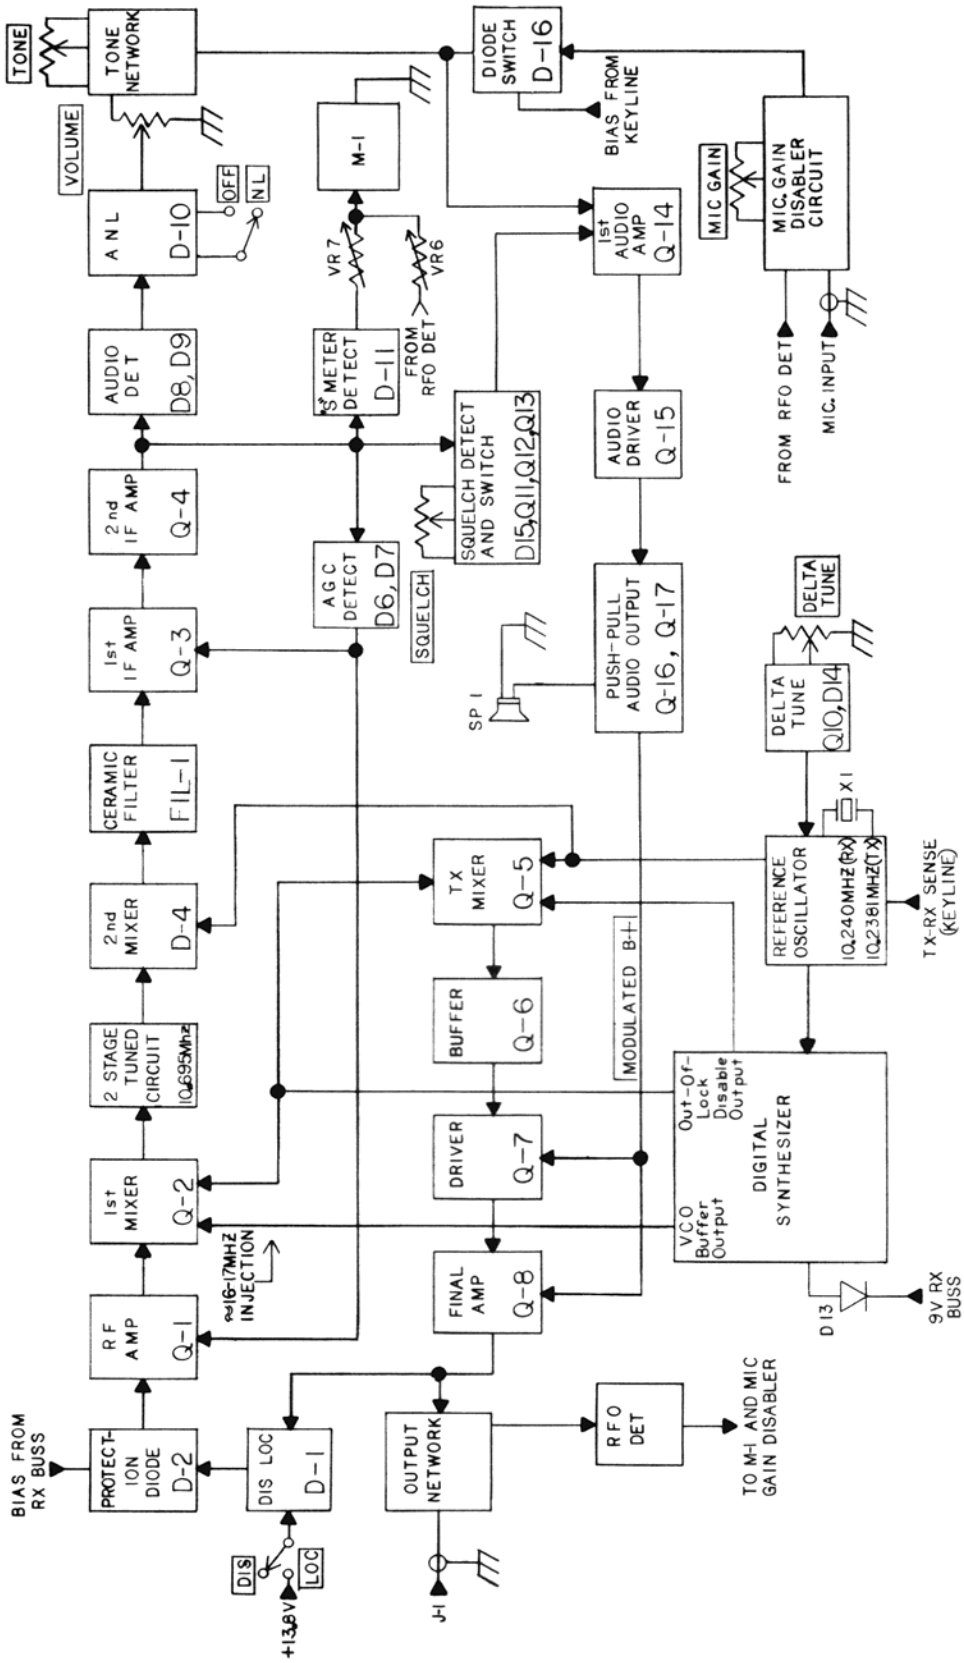 BIAS FROM
RX BUSS
PROTECT-
ION
DIODE
D-2
RF
AMP
Q-1
1st
MIXER
Q-2
2 STAGE
TUNED
CIRCUIT
10.695Mhz
2nd
MIXER
D-4
CERAMIC
FILTER
FIL-1
1st
IF AMP
Q-3
2nd
IF AMP
Q-4
AUDIO
DET
D8, D9
ANL
D-10
OFF
NL
VOLUME
TONE
NETWORK
TONE
DIS
LOC
+13.8V
DIS LOC
D-1
≈16-17MHZ
INJECTION
AGC
DETECT
D6, D7
"S" METER
DETECT
D-11
VR7
VR6
FROM
RFO DET
M-1
SQUELCH
SQUELCH DETECT
AND SWITCH
D15,Q11,Q12,Q13
DIODE
SWITCH
D-16
BIAS FROM
KEYLINE
J-1
OUTPUT
NETWORK
FINAL
AMP
Q-8
DRIVER
Q-7
BUFFER
Q-6
TX
MIXER
Q-5
SP 1
1st
AUDIO
AMP
Q-14
AUDIO
DRIVER
Q-15
PUSH-PULL
AUDIO OUTPUT
Q-16, Q-17
MODULATED B+
RFO
DET
TO M-1 AND MIC
GAIN DISABLER
VCO
Buffer
Output
Out-Of-
Lock
Disable
Output
DIGITAL
SYNTHESIZER
D13
9V RX
BUSS
REFERENCE
OSCILLATOR
10.240MHZ(RX)
10.2381MHZ(TX)
X1
TX-RX SENSE
(KEYLINE)
DELTA
TUNE
Q10, D14
DELTA
TUNE
MIC GAIN
MIC. GAIN
DISABLER
CIRCUIT
FROM RFO DET
MIC. INPUT